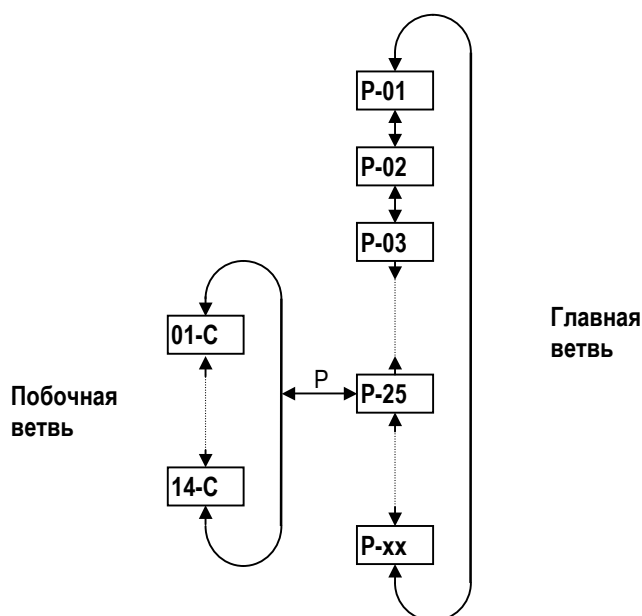 P-01
P-02
P-03
01-C
Главная
ветвь
P
P-25
Побочная
ветвь
14-C
P-xx